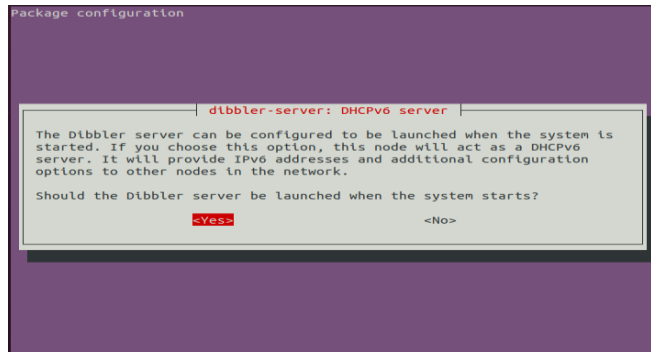 Package configuration
dibbler-server: DHCPv6 server
The Dibbler server can be configured to be launched when the system is
started. If you choose this option, this node will act as a DHCPv6
server. It will provide IPv6 addresses and additional configuration
options to other nodes in the network.
Should the Dibbler server be launched when the system starts?
<Yes> <No>